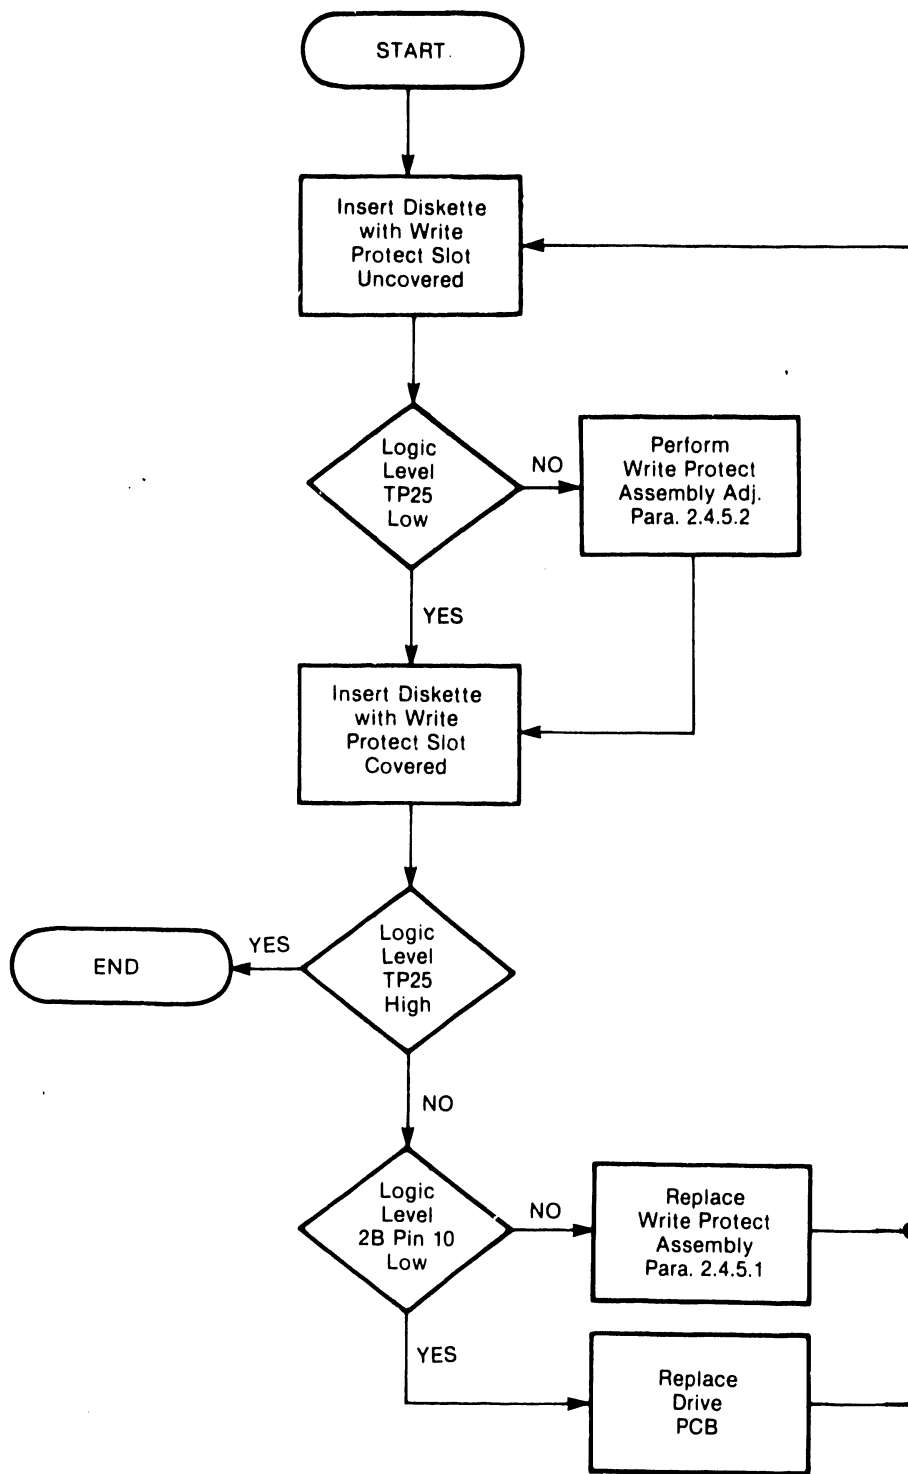 START
Insert Diskette
with Write
Protect Slot
Uncovered
Logic
Level
TP25
Low
NO
Perform
Write Protect
Assembly Adj.
Para. 2.4.5.2
YES
Insert Diskette
with Write
Protect Slot
Covered
Logic
Level
TP25
High
YES
END
NO
Logic
Level
2B Pin 10
Low
NO
Replace
Write Protect
Assembly
Para. 2.4.5.1
YES
Replace
Drive
PCB